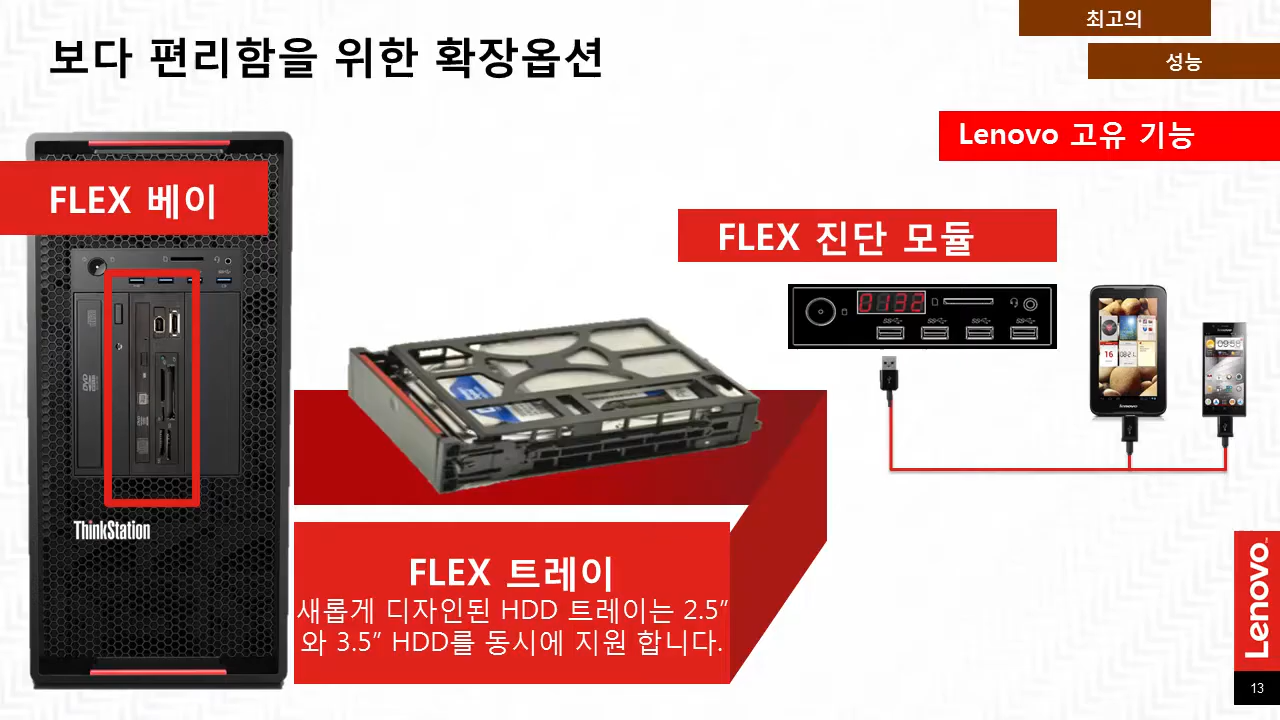 최고의
성능
보다 편리함을 위한 확장옵션
Lenovo 고유 기능
FLEX 베이
FLEX 진단 모듈
0132
ThinkStation
FLEX 트레이
새롭게 디자인된 HDD 트레이는 2.5”
와 3.5” HDD를 동시에 지원 합니다.
Lenovo
13